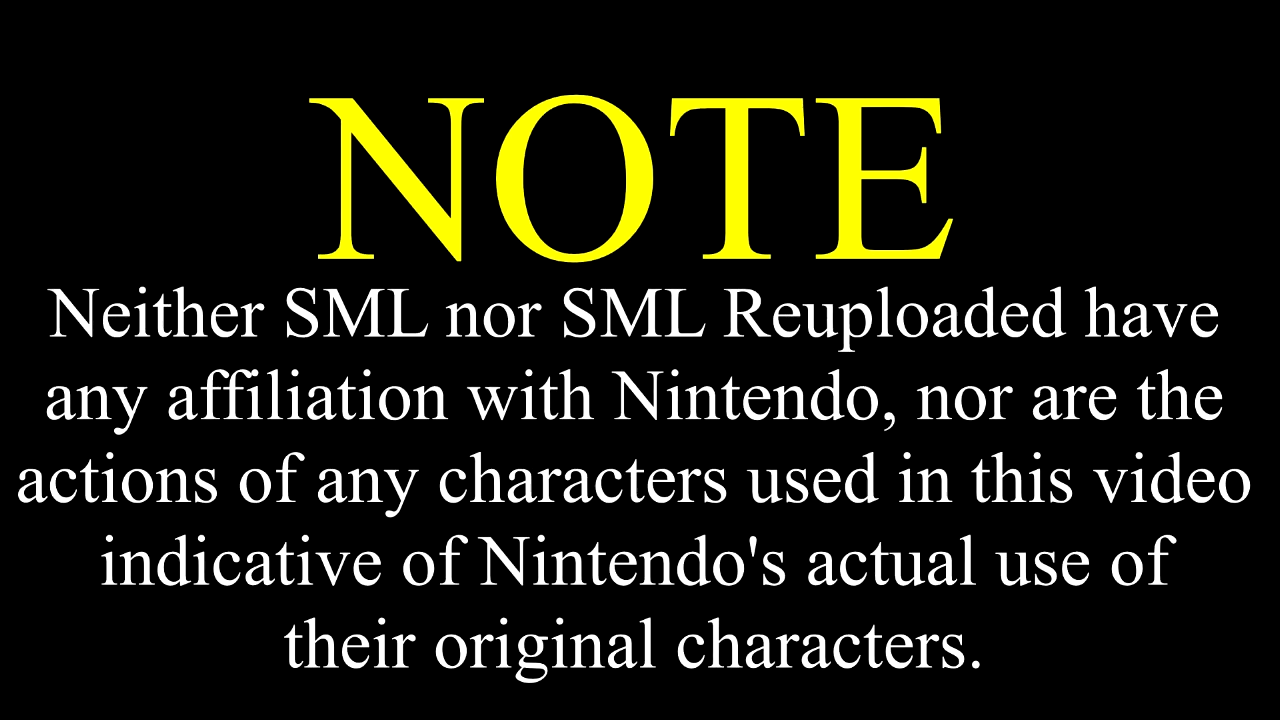 NOTE
Neither SML nor SML Reuploaded have
any affiliation with Nintendo, nor are the
actions of any characters used in this video
indicative of Nintendo's actual use of
their original characters.